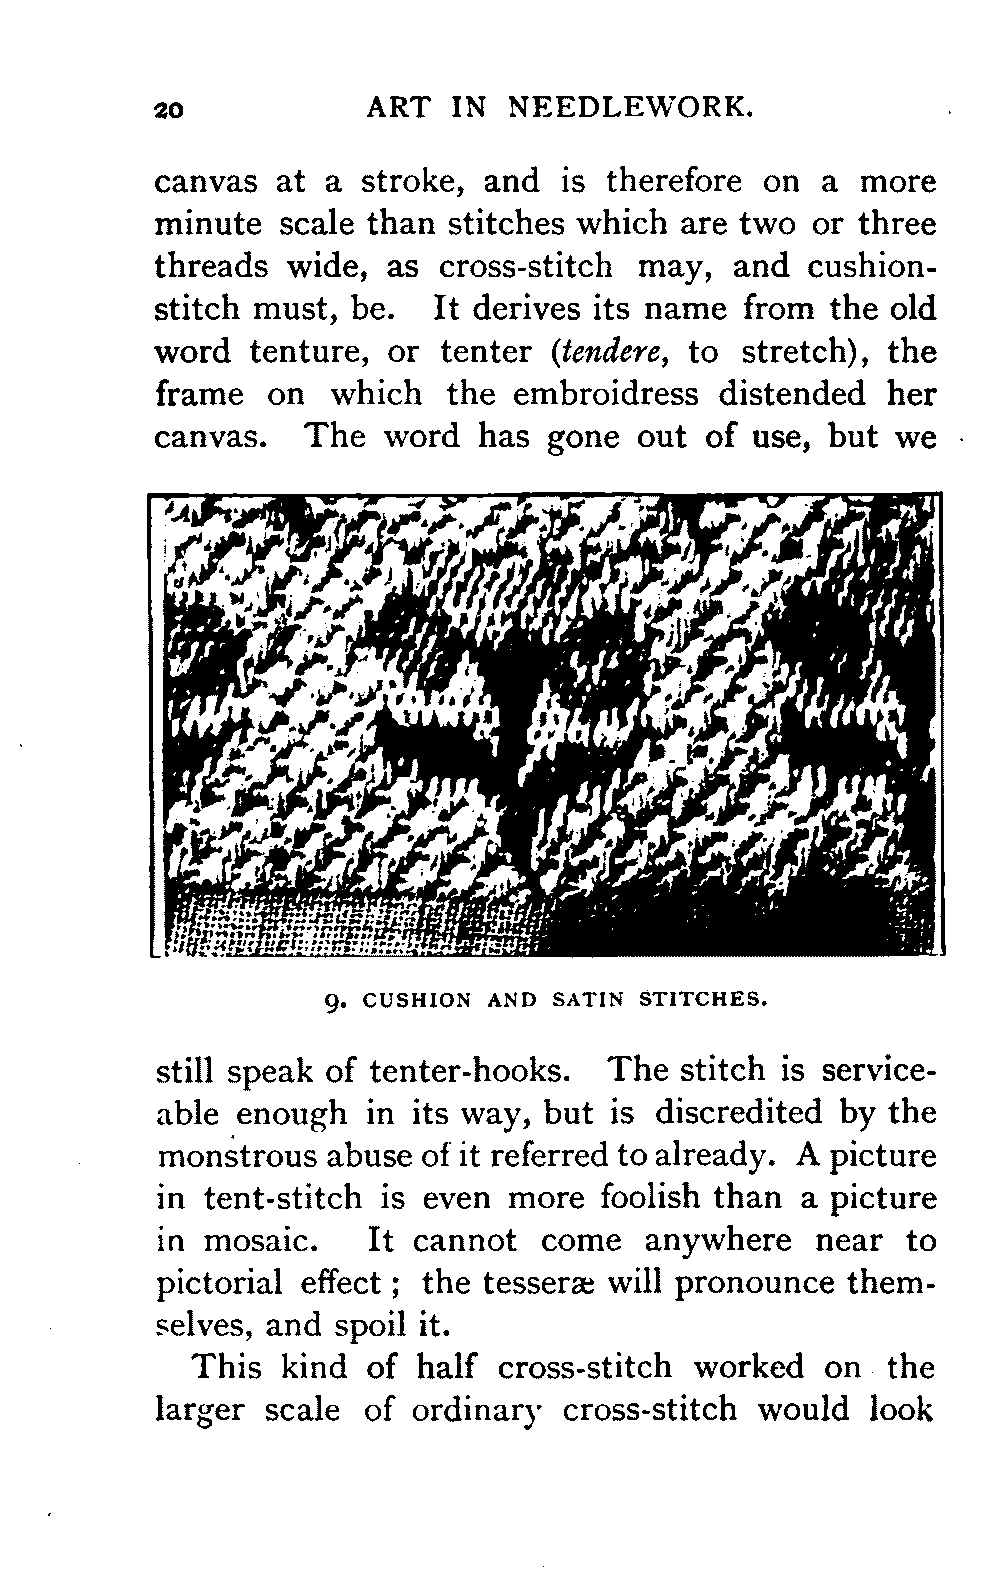 20 ART IN NEEDLEWORK.
canvas at a stroke, and is therefore on a more
minute scale than stitches which are two or three
threads wide, as cross-stitch may, and cushion-
stitch must, be. It derives its name from the old
word tenture, or tenter (tendere, to stretch), the
frame on which the embroidress distended her
canvas. The word has gone out of use, but we
9. CUSHION AND SATIN STITCHES.
still speak of tenter-hooks. The stitch is service-
able enough in its way, but is discredited by the
monstrous abuse of it referred to already. A picture
in tent-stitch is even more foolish than a picture
in mosaic. It cannot come anywhere near to
pictorial effect; the tesseræ will pronounce them-
selves, and spoil it.
This kind of half cross-stitch worked on the
larger scale of ordinary cross-stitch would look